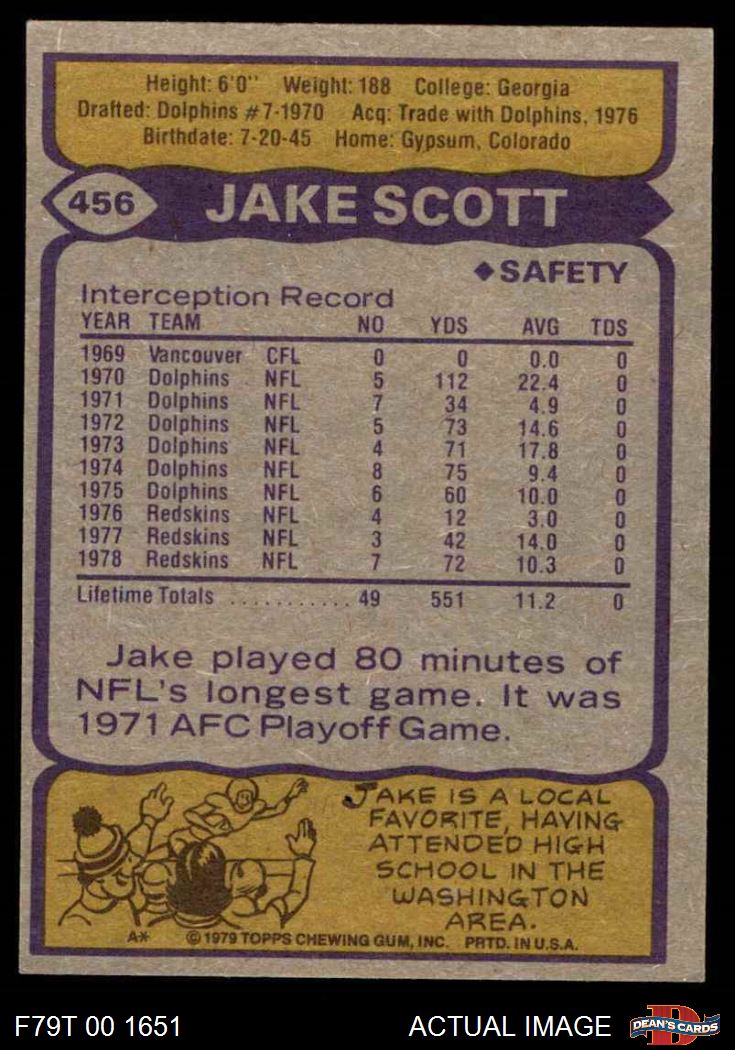 Height: 6'0" Weight: 188 College: Georgia
Drafted: Dolphins #7-1970 Acq: Trade with Dolphins, 1976
Birthdate: 7-20-45 Home: Gypsum, Colorado
456 JAKE SCOTT
◆SAFETY
Interception Record
YEAR TEAM NO YDS AVG TDS
1969 Vancouver CFL 0 0 0.0 0
1970 Dolphins NFL 5 112 22.4 0
1971 Dolphins NFL 7 34 4.9 0
1972 Dolphins NFL 5 73 14.6 0
1973 Dolphins NFL 4 71 17.8 0
1974 Dolphins NFL 8 75 9.4 0
1975 Dolphins NFL 6 60 10.0 0
1976 Redskins NFL 4 12 3.0 0
1977 Redskins NFL 3 42 14.0 0
1978 Redskins NFL 7 72 10.3 0
Lifetime Totals ........... 49 551 11.2 0
Jake played 80 minutes of
NFL's longest game. It was
1971 AFC Playoff Game.
JAKE IS A LOCAL
FAVORITE, HAVING
ATTENDED HIGH
SCHOOL IN THE
WASHINGTON
AREA.
A* © 1979 TOPPS CHEWING GUM, INC. PRTD. IN U.S.A.
F79T 00 1651 ACTUAL IMAGE D DEAN'S CARDS